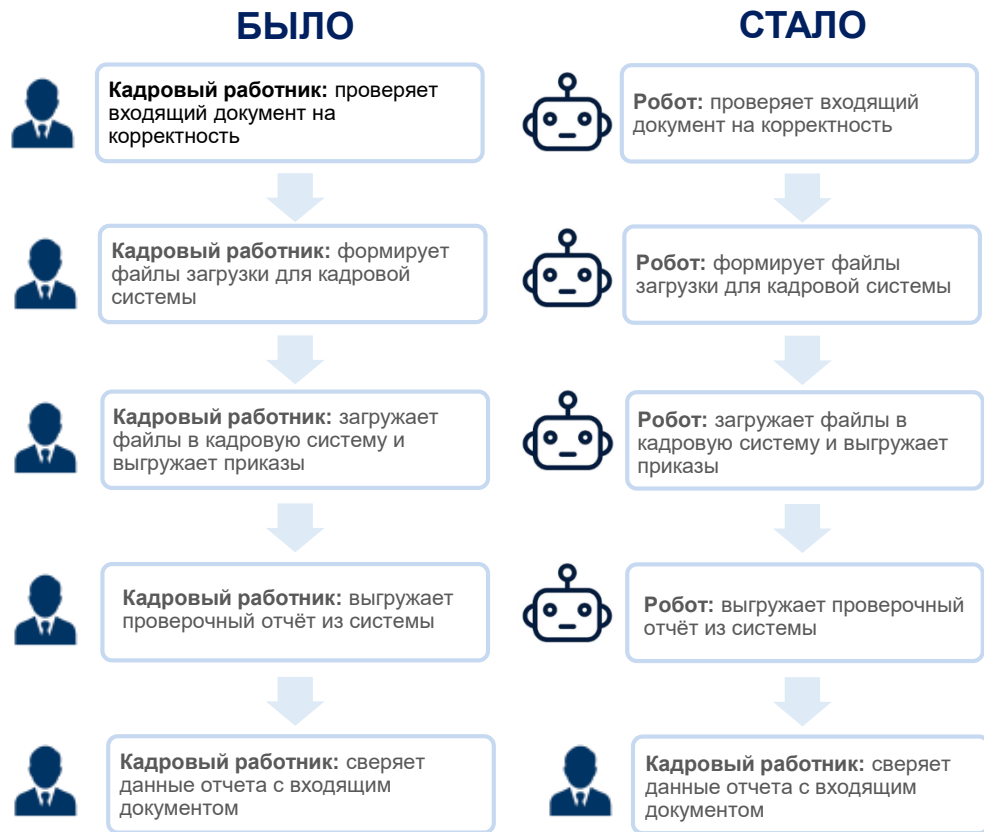 БЫЛО
СТАЛО
Кадровый работник: проверяет
входящий документ на
корректность
Робот: проверяет входящий
документ на корректность
Кадровый работник: формирует
файлы загрузки для кадровой
системы
Робот: формирует файлы
загрузки для кадровой системы
Кадровый работник: загружает
файлы в кадровую систему и
выгружает приказы
Робот: загружает файлы в
кадровую систему и выгружает
приказы
Кадровый работник: выгружает
проверочный отчёт из системы
Робот: выгружает проверочный
отчёт из системы
Кадровый работник: сверяет
данные отчета с входящим
документом
Кадровый работник: сверяет
данные отчета с входящим
документом